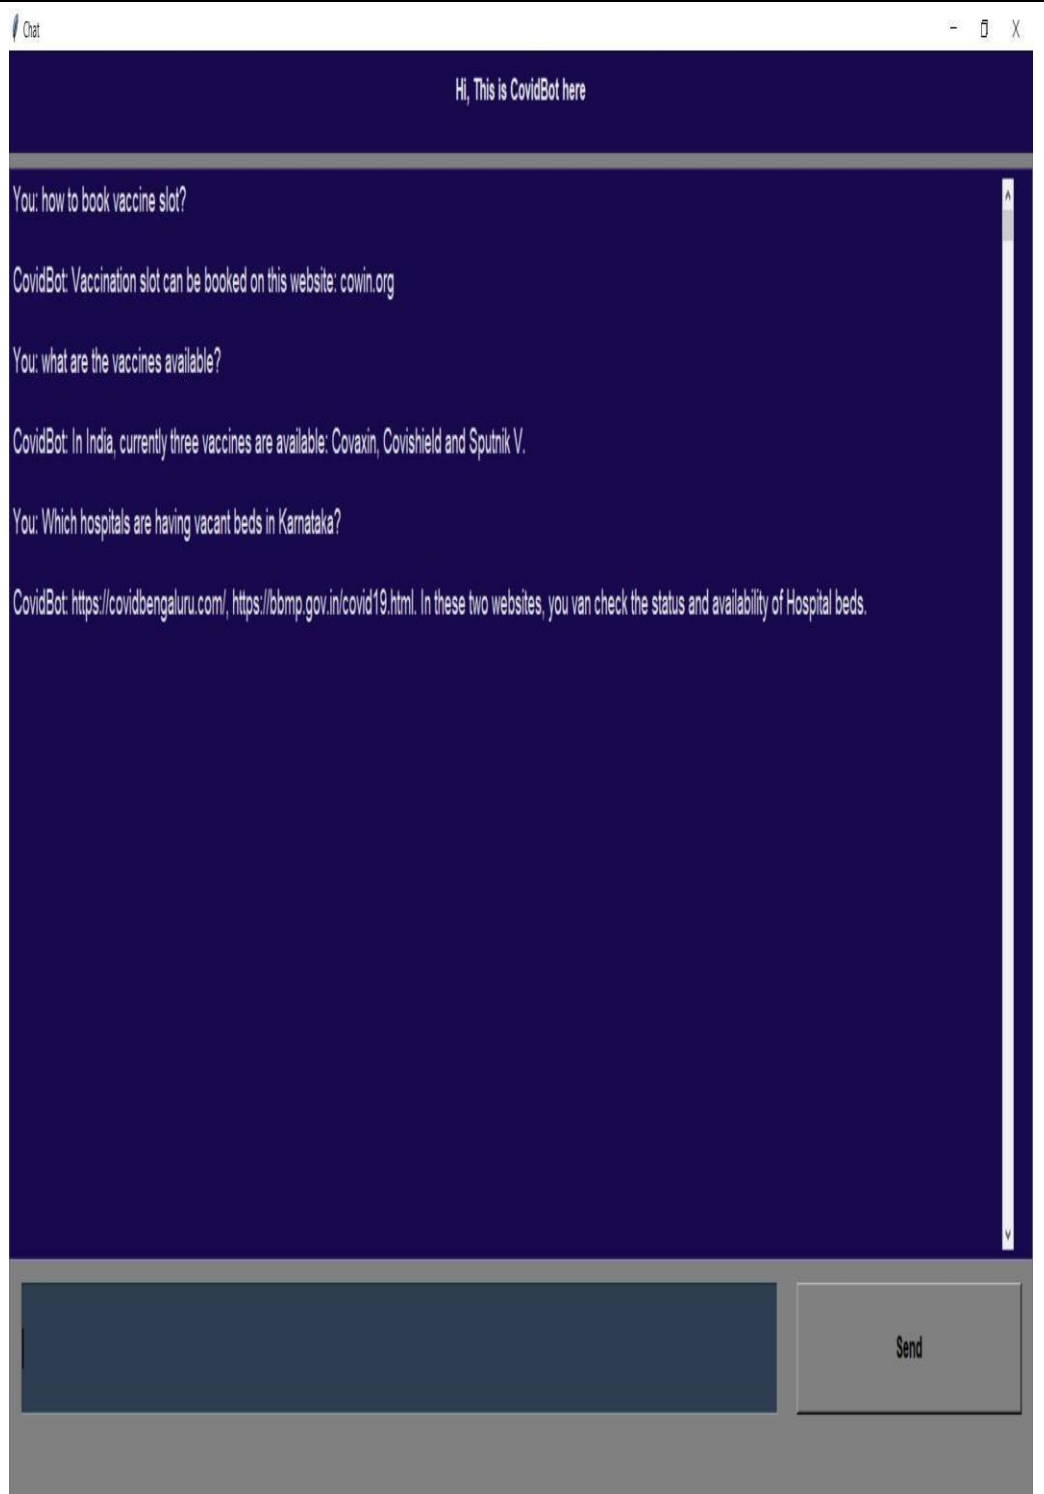 Chat
Hi, This is CovidBot here
You: how to book vaccine slot?
CovidBot: Vaccination slot can be booked on this website: cowin.org
You: what are the vaccines available?
CovidBot: In India, currently three vaccines are available: Covaxin, Covishield and Sputnik V.
You: Which hospitals are having vacant beds in Karnataka?
CovidBot: https://covidbengaluru.com/, https://bbmp.gov.in/covid19.html. In these two websites, you van check the status and availability of Hospital beds.
Send